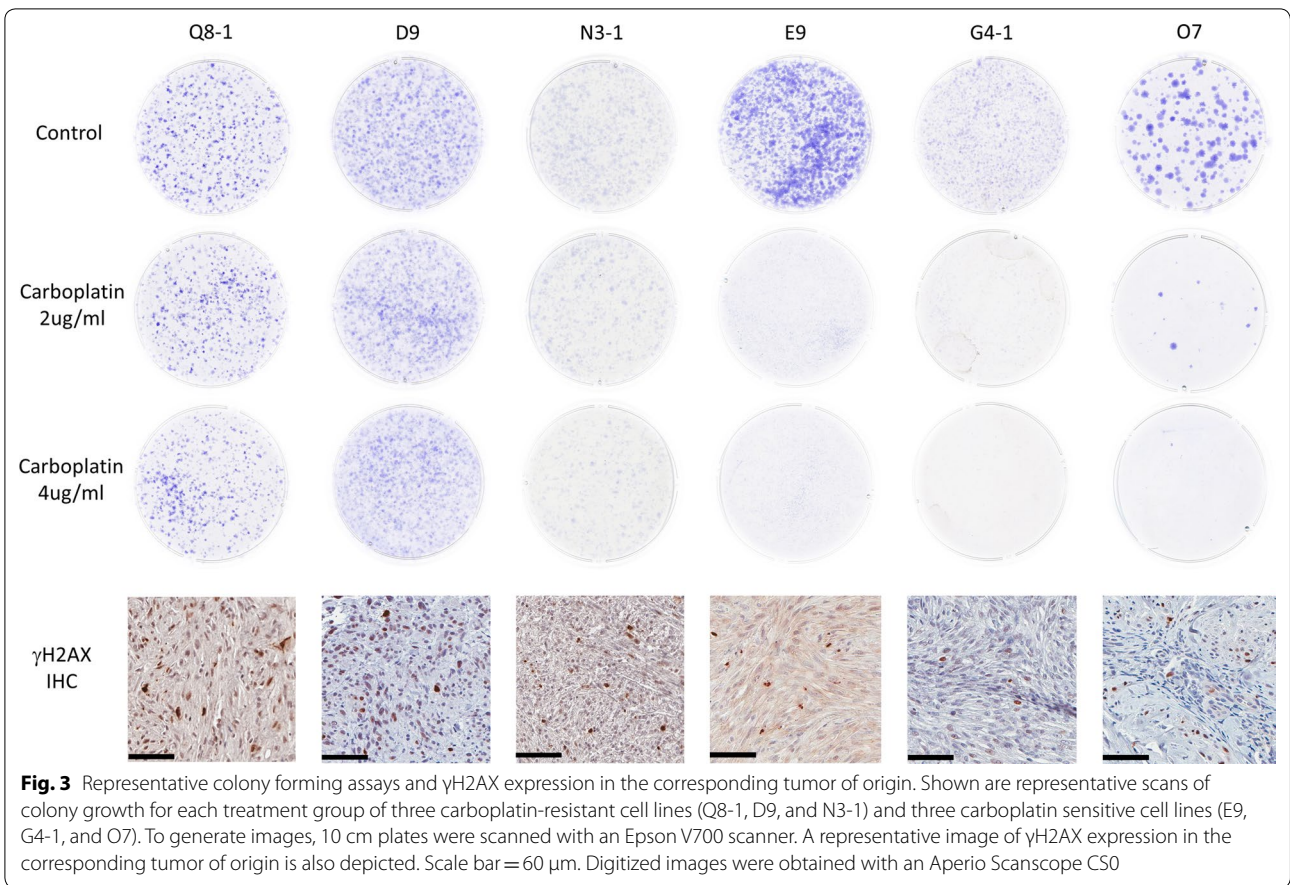 Q8-1 D9 N3-1 E9 G4-1 O7
Control
Carboplatin
2ug/ml
Carboplatin
4ug/ml
γH2AX
IHC
Fig. 3 Representative colony forming assays and γH2AX expression in the corresponding tumor of origin. Shown are representative scans of
colony growth for each treatment group of three carboplatin-resistant cell lines (Q8-1, D9, and N3-1) and three carboplatin sensitive cell lines (E9,
G4-1, and O7). To generate images, 10 cm plates were scanned with an Epson V700 scanner. A representative image of γH2AX expression in the
corresponding tumor of origin is also depicted. Scale bar = 60 μm. Digitized images were obtained with an Aperio Scanscope CS0